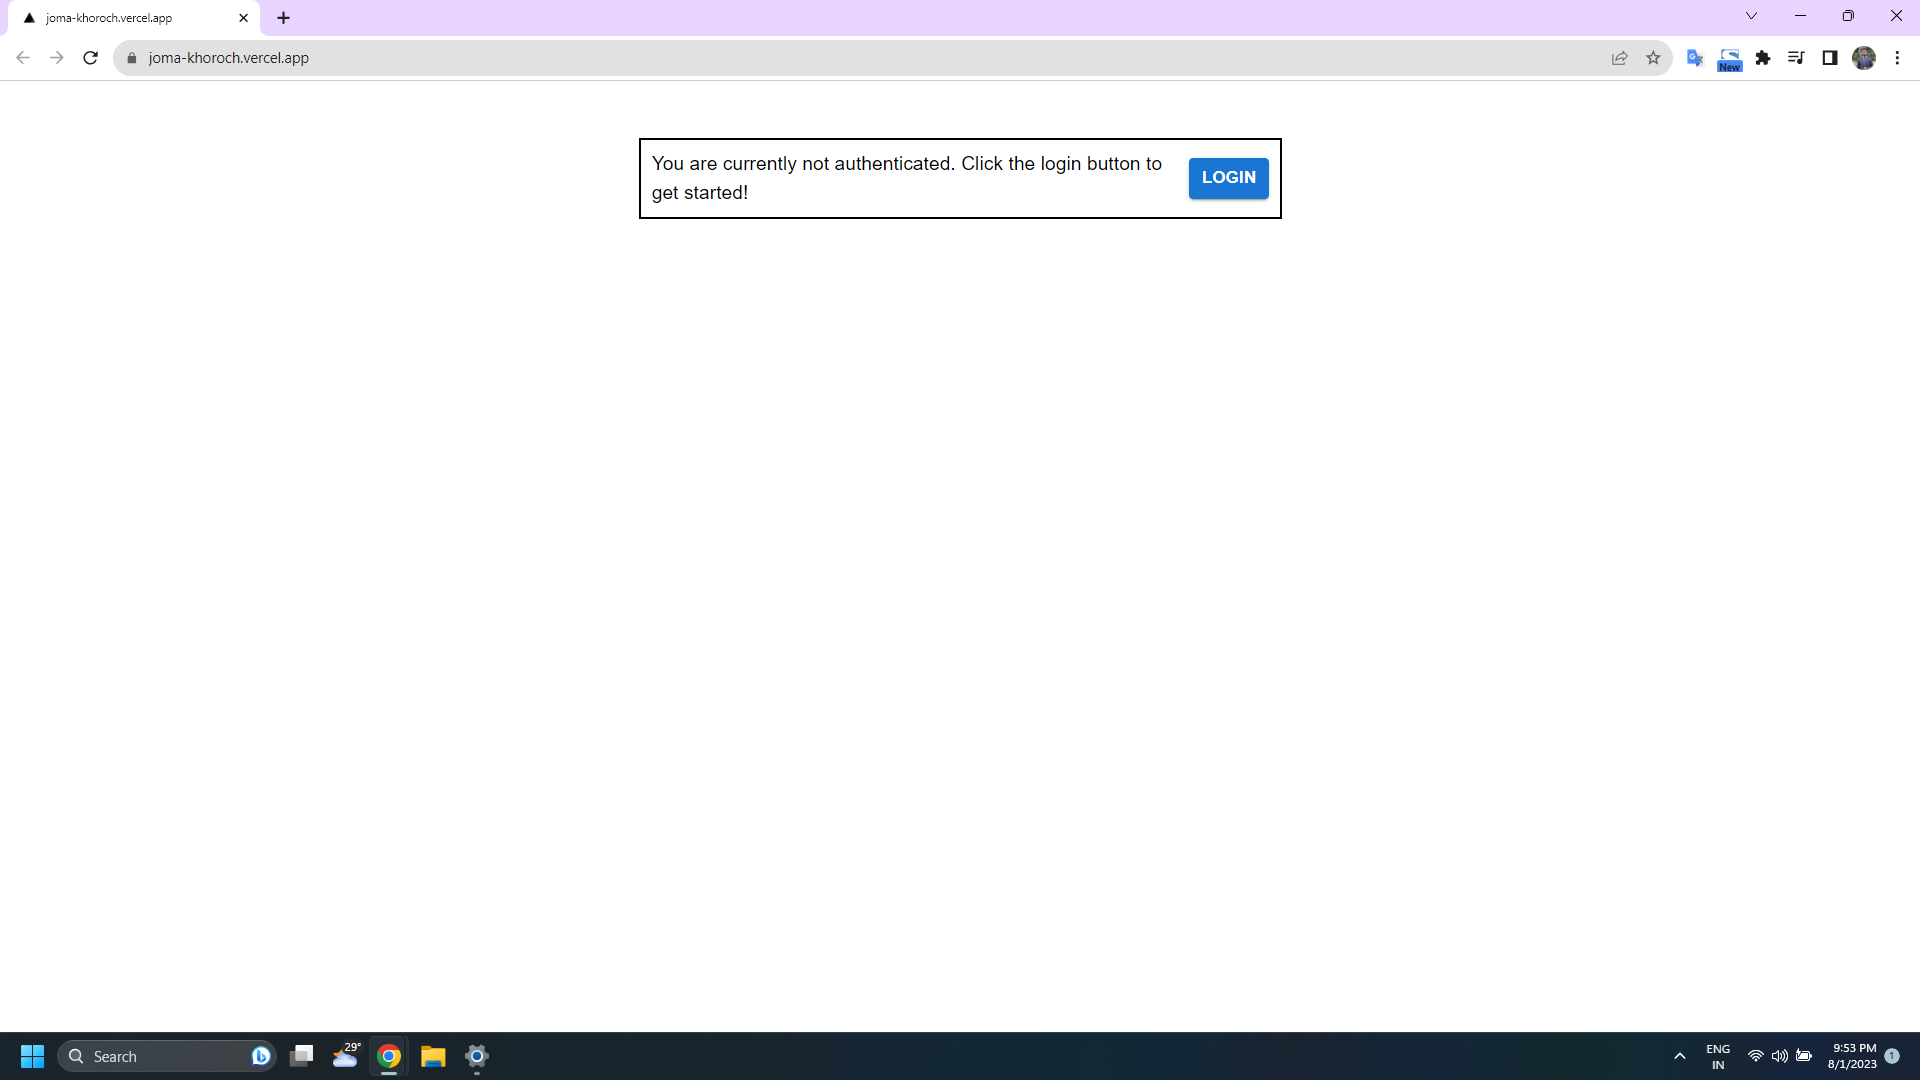 joma-khoroch.vercel.app
joma-khoroch.vercel.app
New
You are currently not authenticated. Click the login button to
get started!
LOGIN
Search
29°
ENG
IN
9:53 PM
8/1/2023
1